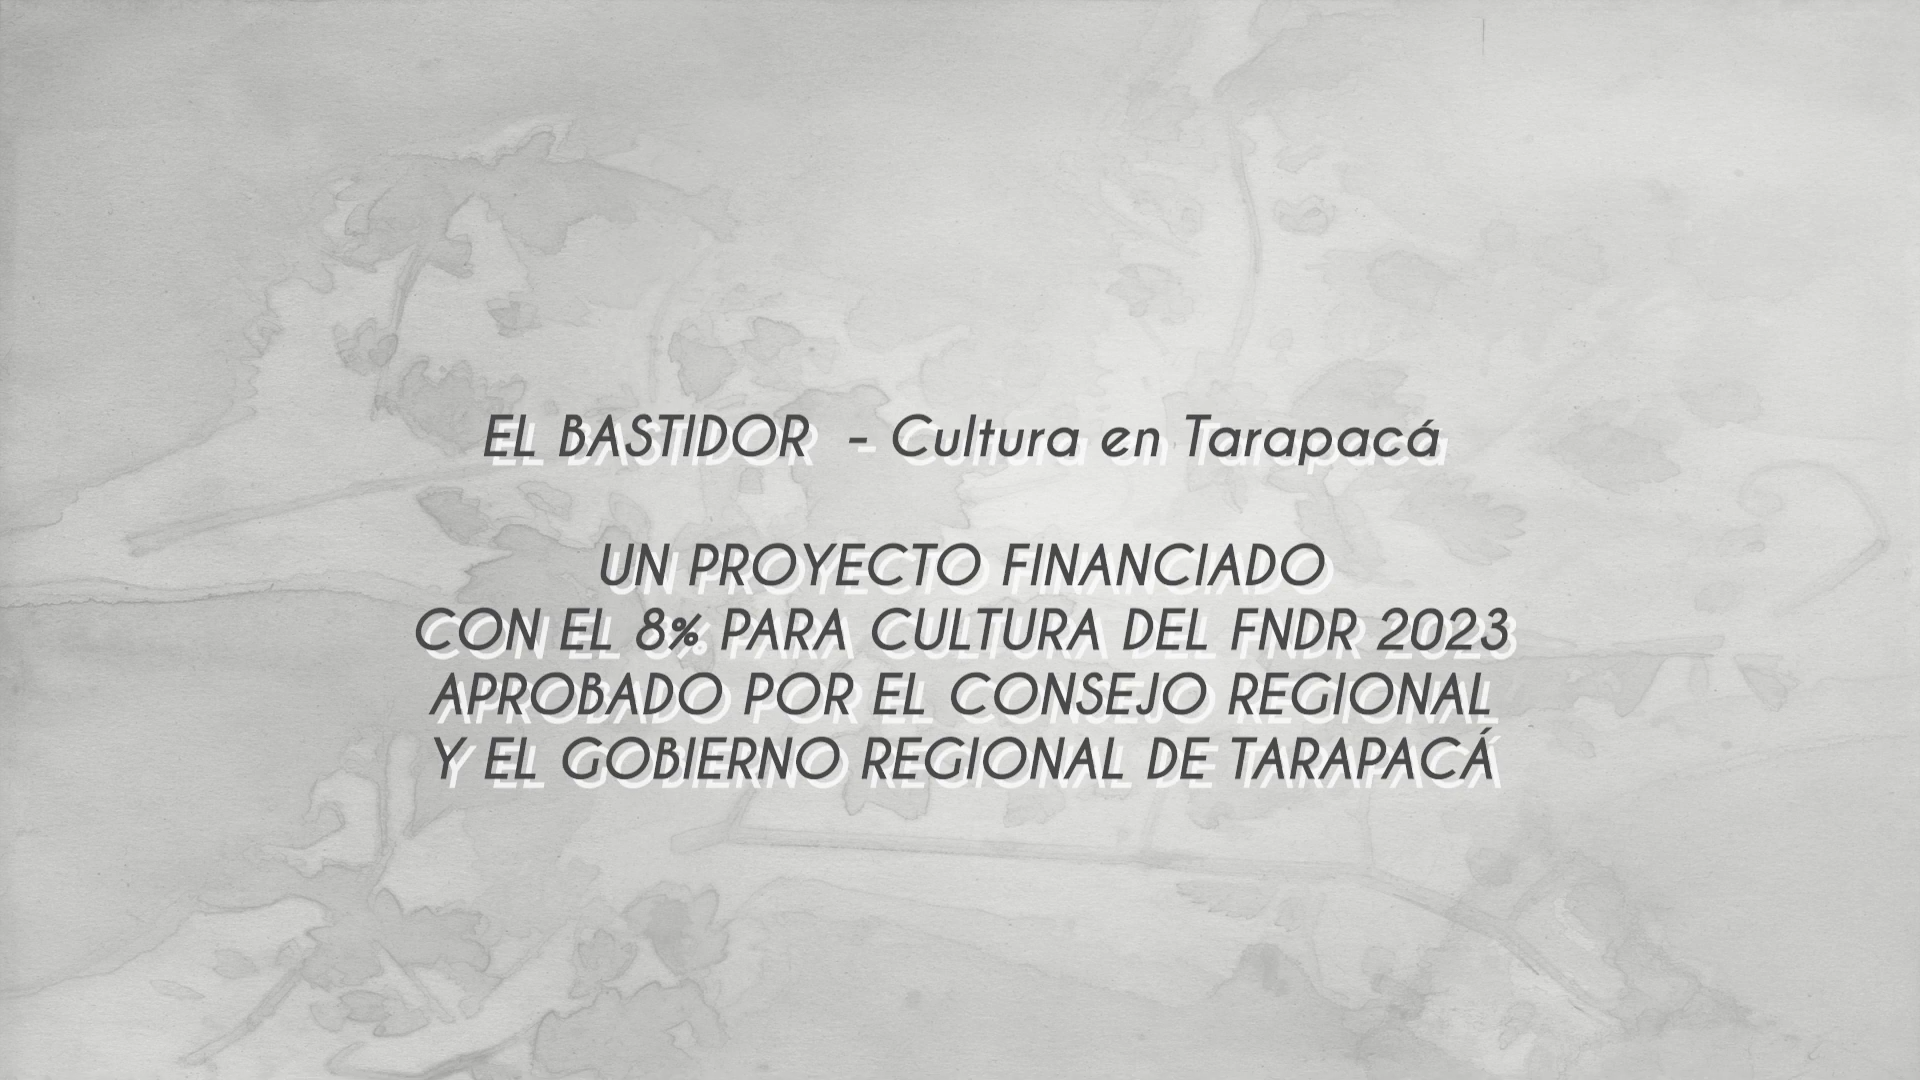 EL BASTIDOR - Cultura en Tarapacá
UN PROYECTO FINANCIADO
CON EL 8% PARA CULTURA DEL FNDR 2023
APROBADO POR EL CONSEJO REGIONAL
Y EL GOBIERNO REGIONAL DE TARAPACÁ